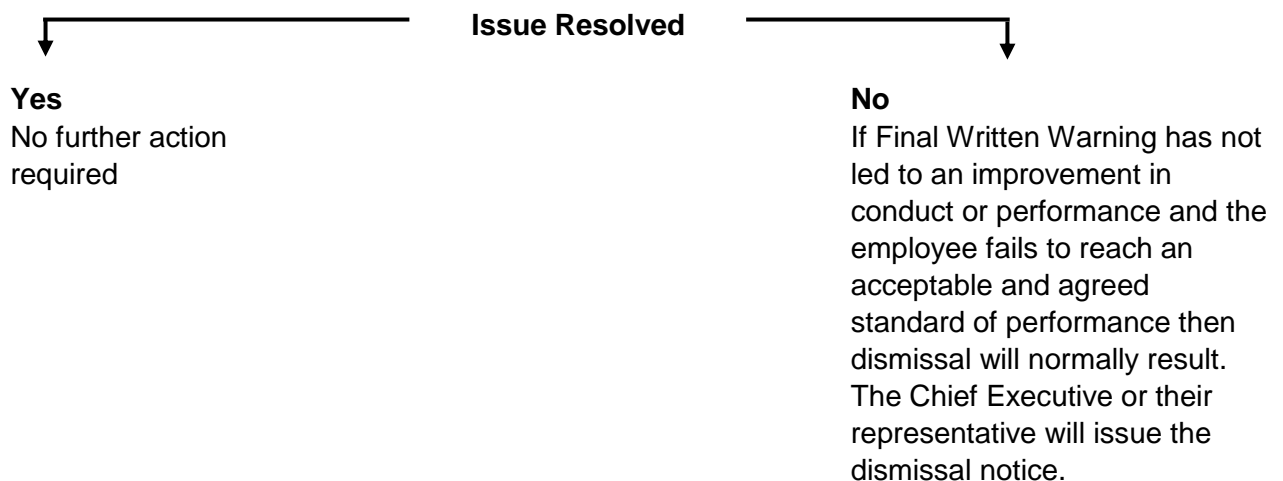 Issue Resolved
Yes
No further action
required
No
If Final Written Warning has not
led to an improvement in
conduct or performance and the
employee fails to reach an
acceptable and agreed
standard of performance then
dismissal will normally result.
The Chief Executive or their
representative will issue the
dismissal notice.